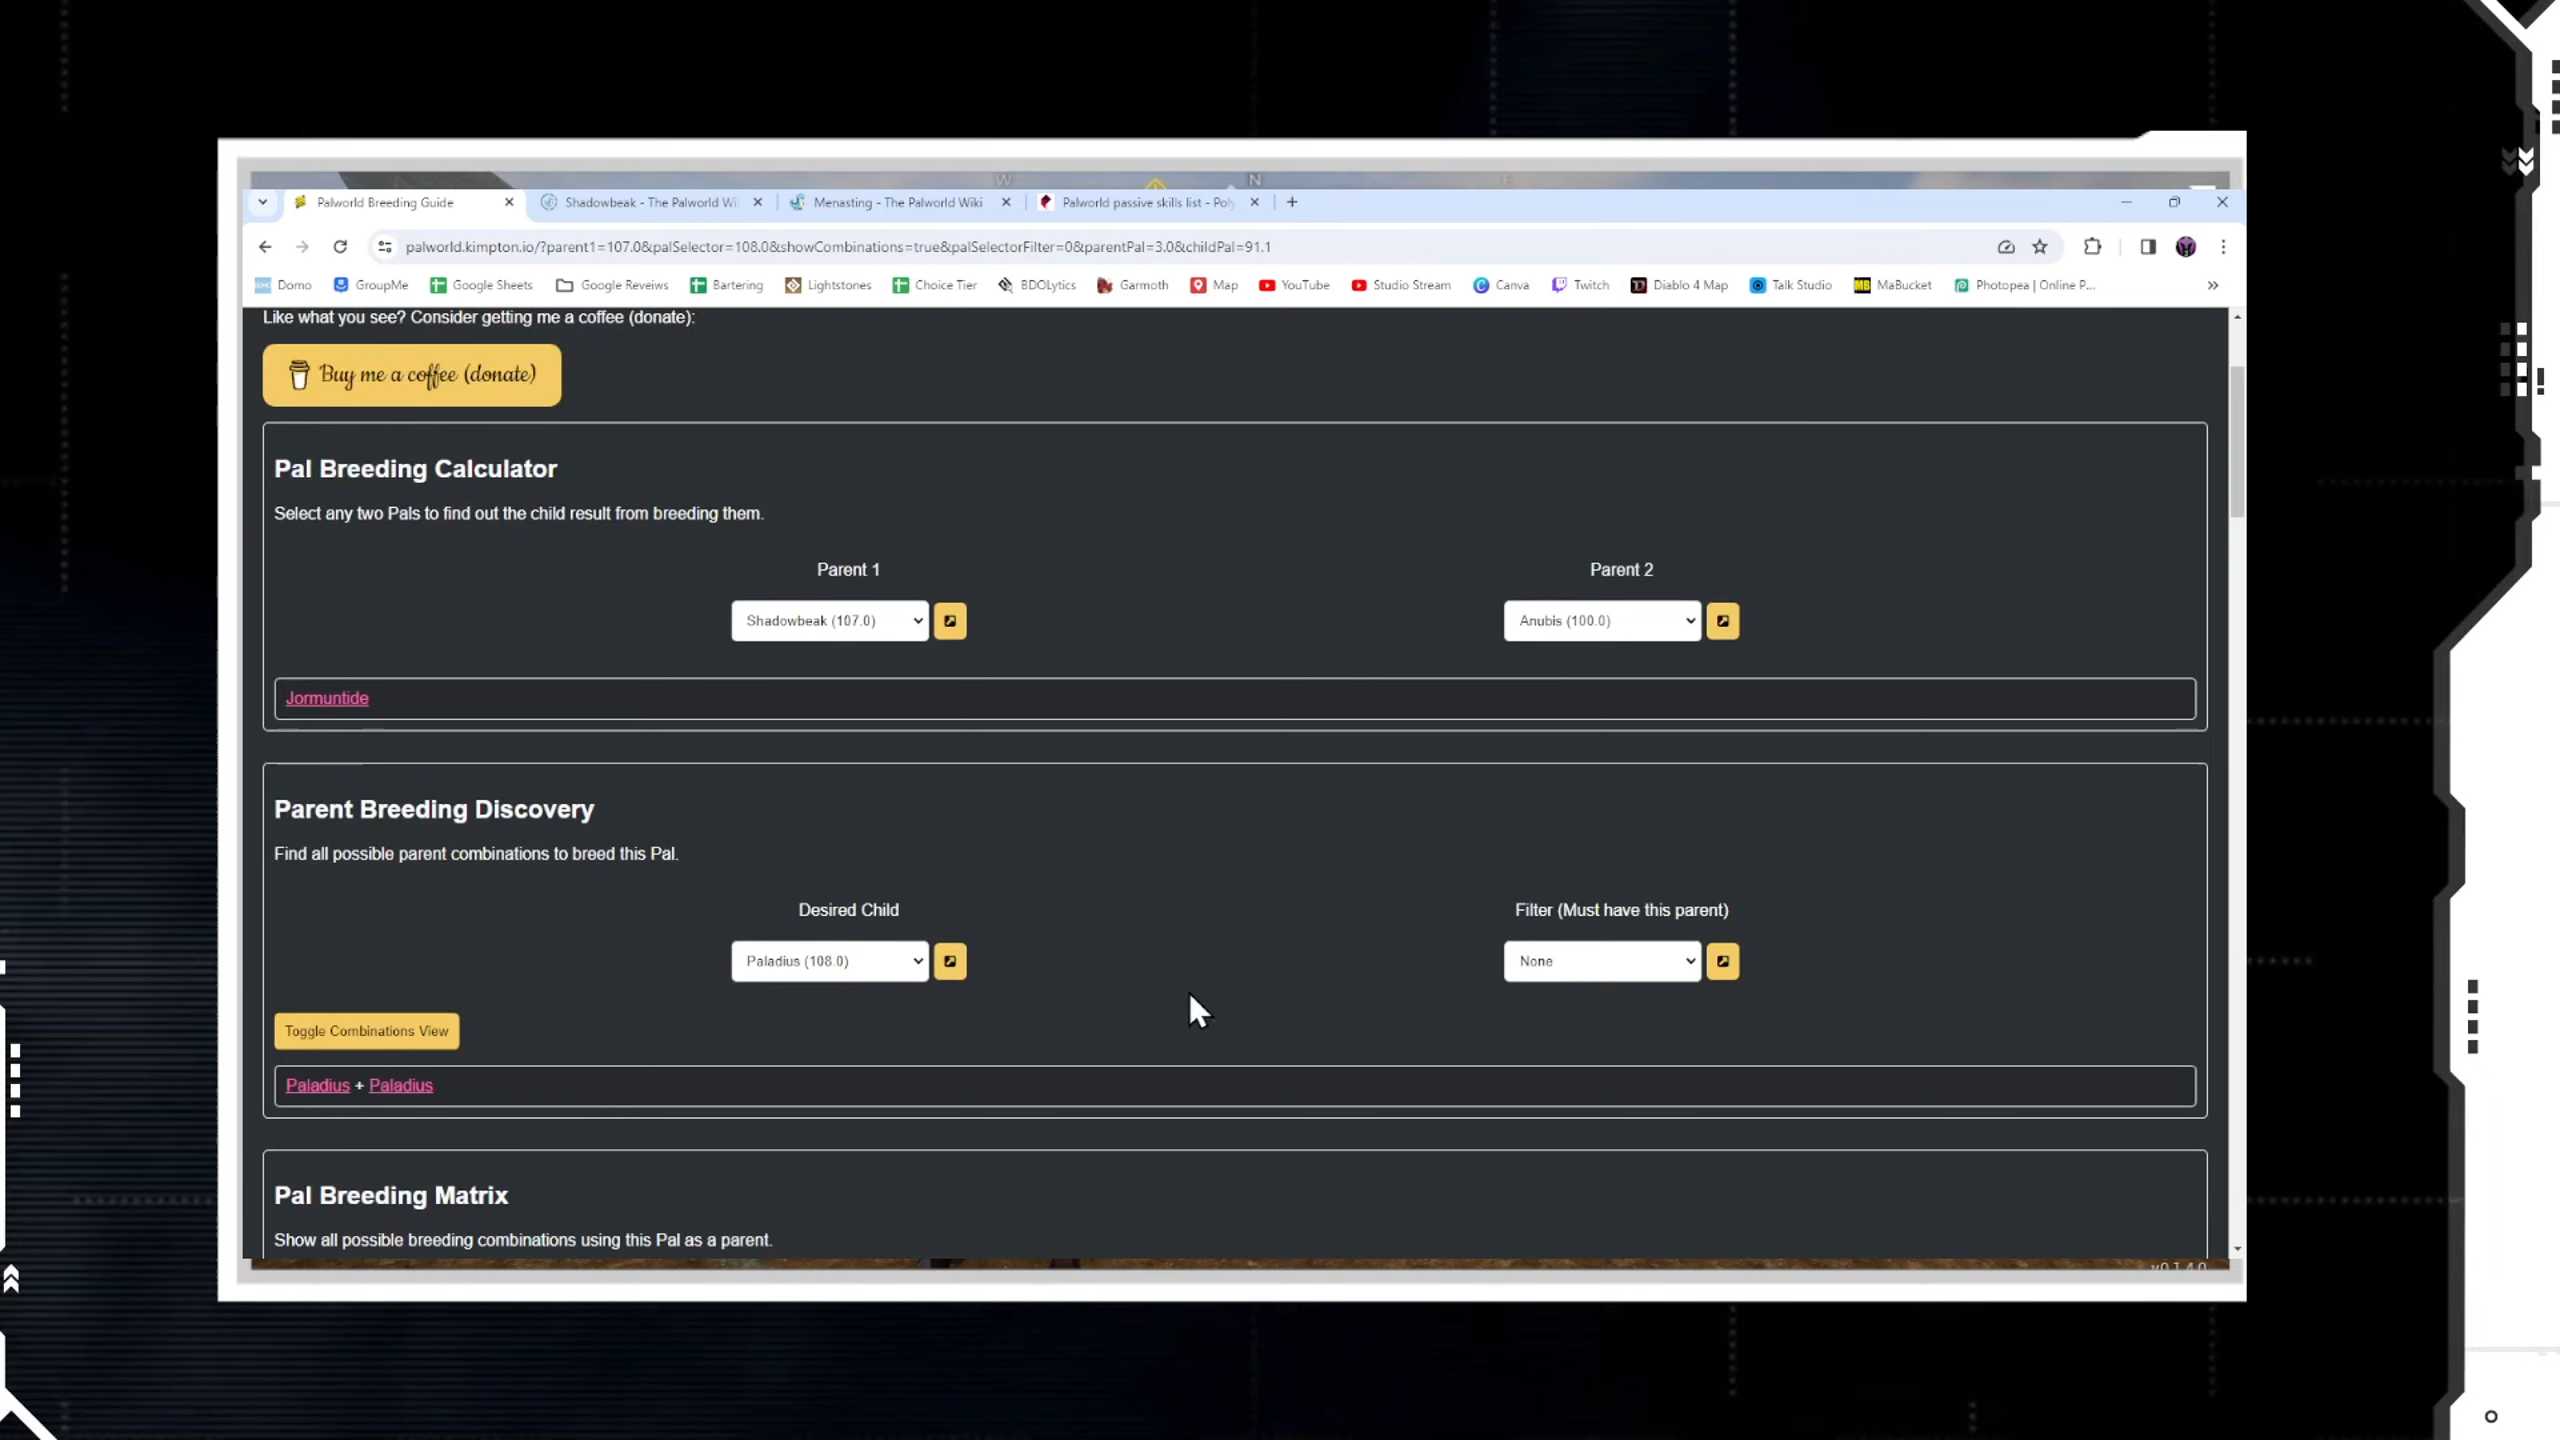 W N
Palworld Breeding Guide
Shadowbeak - The Palworld Wi
Menasting - The Palworld Wiki
Palworld passive skills list - Pol
palworld.kimpton.io/?parent1=107.0&palSelector=108.0&showCombinations=true&palSelectorFilter=0&parentPal=3.0&childPal=91.1
Domo GroupMe Google Sheets Google Reveiws Bartering Lightstones Choice Tier BDOLytics Garmoth Map YouTube Studio Stream Canva Twitch Diablo 4 Map Talk Studio MaBucket Photopea | Online P...
Like what you see? Consider getting me a coffee (donate):
Buy me a coffee (donate)
Pal Breeding Calculator
Select any two Pals to find out the child result from breeding them.
Parent 1 Parent 2
Shadowbeak (107.0) Anubis (100.0)
Jormuntide
Parent Breeding Discovery
Find all possible parent combinations to breed this Pal.
Desired Child Filter (Must have this parent)
Paladius (108.0) None
Toggle Combinations View
Paladius + Paladius
Pal Breeding Matrix
Show all possible breeding combinations using this Pal as a parent.